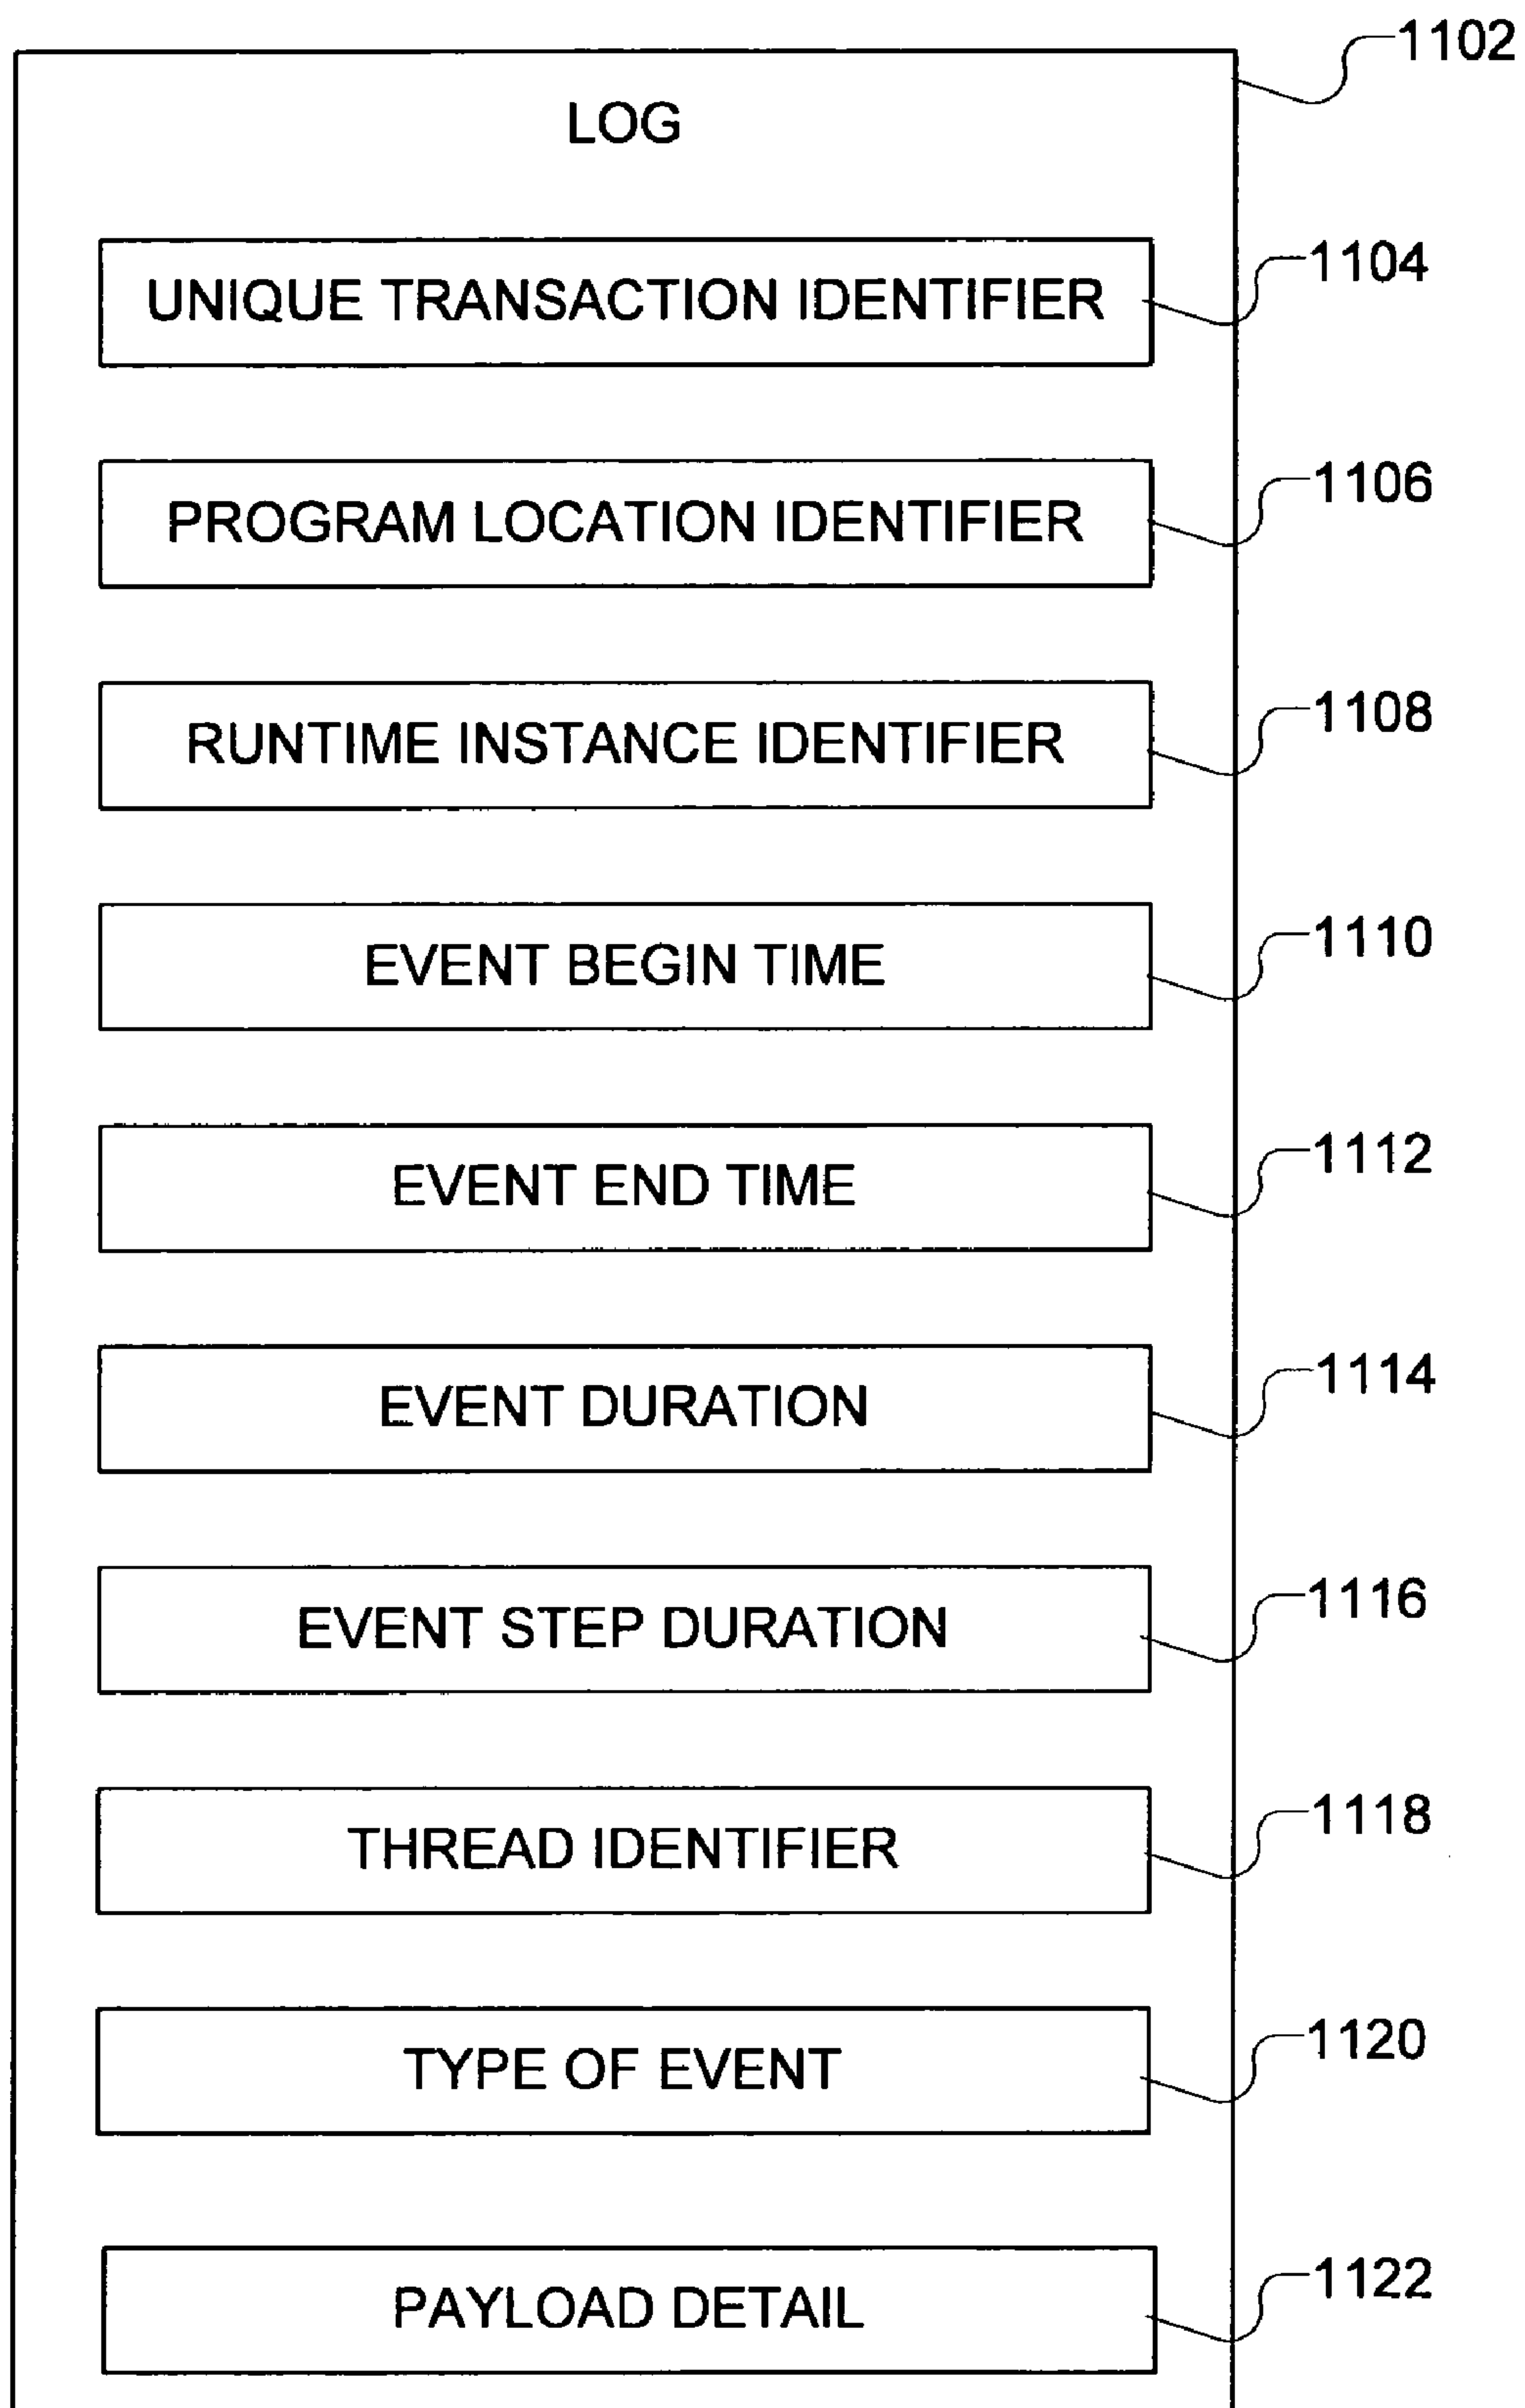 1102
LOG
UNIQUE TRANSACTION IDENTIFIER
1104
PROGRAM LOCATION IDENTIFIER
1106
RUNTIME INSTANCE IDENTIFIER
1108
EVENT BEGIN TIME
1110
EVENT END TIME
1112
EVENT DURATION
1114
EVENT STEP DURATION
1116
THREAD IDENTIFIER
1118
TYPE OF EVENT
1120
PAYLOAD DETAIL
1122